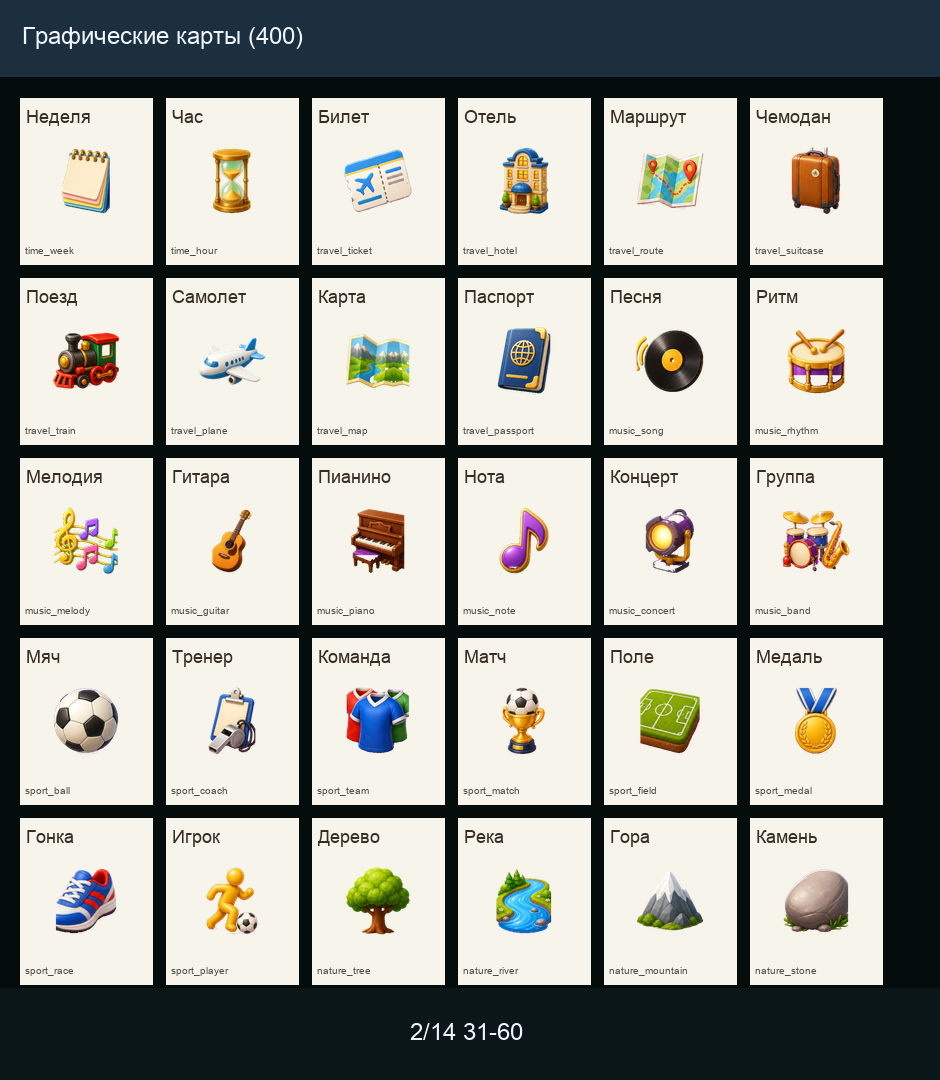 Графические карты (400)
Неделя
time_week
Час
time_hour
Билет
travel_ticket
Отель
travel_hotel
Маршрут
travel_route
Чемодан
travel_suitcase
Поезд
travel_train
Самолет
travel_plane
Карта
travel_map
Паспорт
travel_passport
Песня
music_song
Ритм
music_rhythm
Мелодия
music_melody
Гитара
music_guitar
Пианино
music_piano
Нота
music_note
Концерт
music_concert
Группа
music_band
Мяч
sport_ball
Тренер
sport_coach
Команда
sport_team
Матч
sport_match
Поле
sport_field
Медаль
sport_medal
Гонка
sport_race
Игрок
sport_player
Дерево
nature_tree
Река
nature_river
Гора
nature_mountain
Камень
nature_stone
2/14 31-60